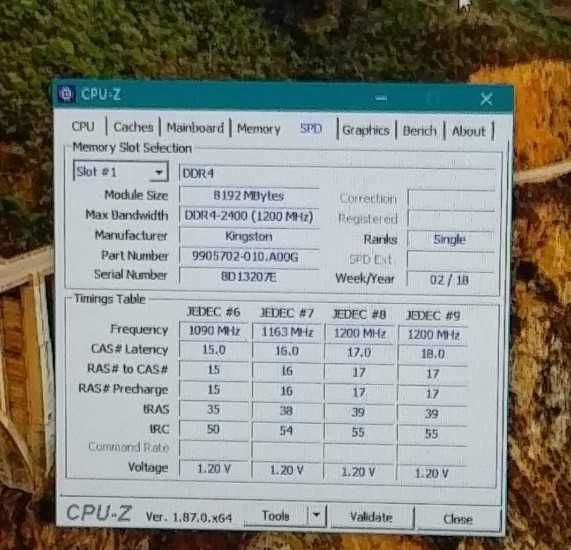 CPU-Z
CPU Caches Mainboard Memory SPD Graphics Bench About
Memory Slot Selection
Slot #1 DDR4
Module Size 8192 MBytes Correction
Max Bandwidth DDR4-2400 (1200 MHz) Registered
Manufacturer Kingston Ranks Single
Part Number 9905702-010.A00G SPD Ext.
Serial Number 8D13207E Week/Year 02 / 18
Timings Table
JEDEC #6 JEDEC #7 JEDEC #8 JEDEC #9
Frequency 1090 MHz 1163 MHz 1200 MHz 1200 MHz
CAS# Latency 15.0 16.0 17.0 18.0
RAS# to CAS# 15 16 17 17
RAS# Precharge 15 16 17 17
tRAS 35 38 39 39
tRC 50 54 55 55
Command Rate
Voltage 1.20 V 1.20 V 1.20 V 1.20 V
CPU-Z Ver. 1.87.0.x64 Tools Validate Close